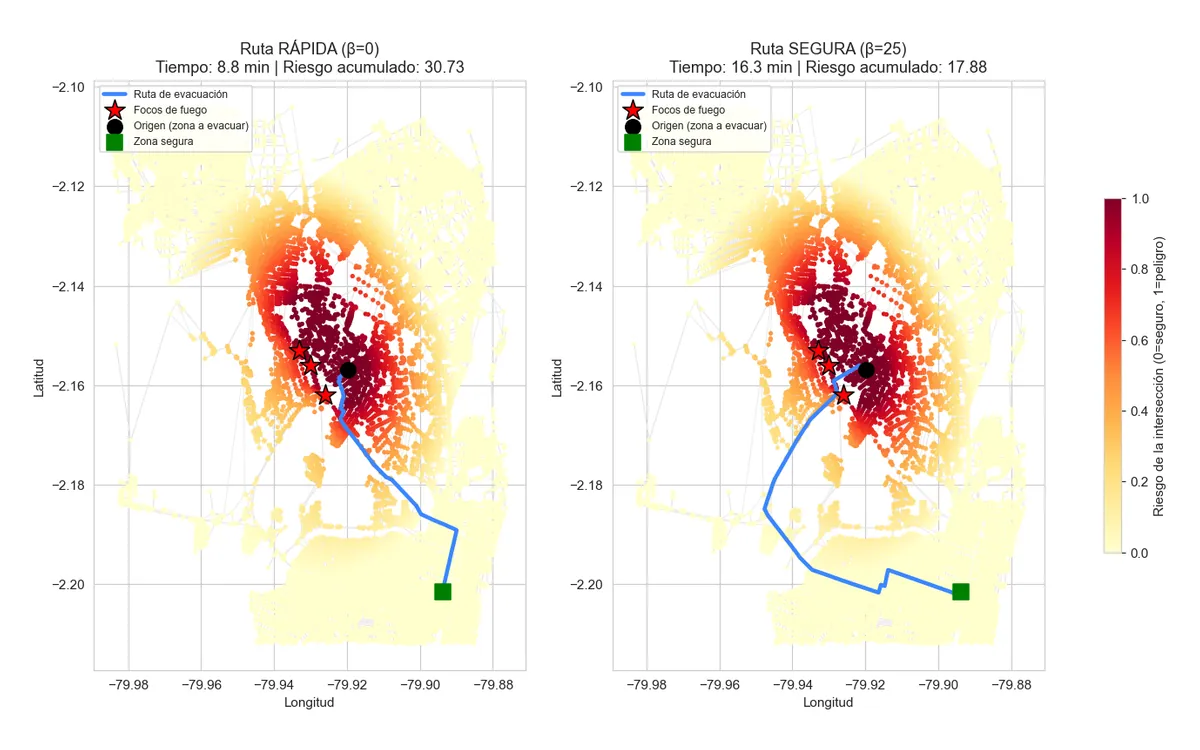 Ruta RÁPIDA (β=0)
Tiempo: 8.8 min | Riesgo acumulado: 30.73
Ruta de evacuación
Focos de fuego
Origen (zona a evacuar)
Zona segura
−2.10
−2.12
−2.14
−2.16
−2.18
−2.20
Latitud
−79.98
−79.96
−79.94
−79.92
−79.90
−79.88
Longitud
Ruta SEGURA (β=25)
Tiempo: 16.3 min | Riesgo acumulado: 17.88
Ruta de evacuación
Focos de fuego
Origen (zona a evacuar)
Zona segura
−2.10
−2.12
−2.14
−2.16
−2.18
−2.20
Latitud
−79.98
−79.96
−79.94
−79.92
−79.90
−79.88
Longitud
1.0
0.8
0.6
0.4
0.2
0.0
Riesgo de la intersección (0=seguro, 1=peligro)